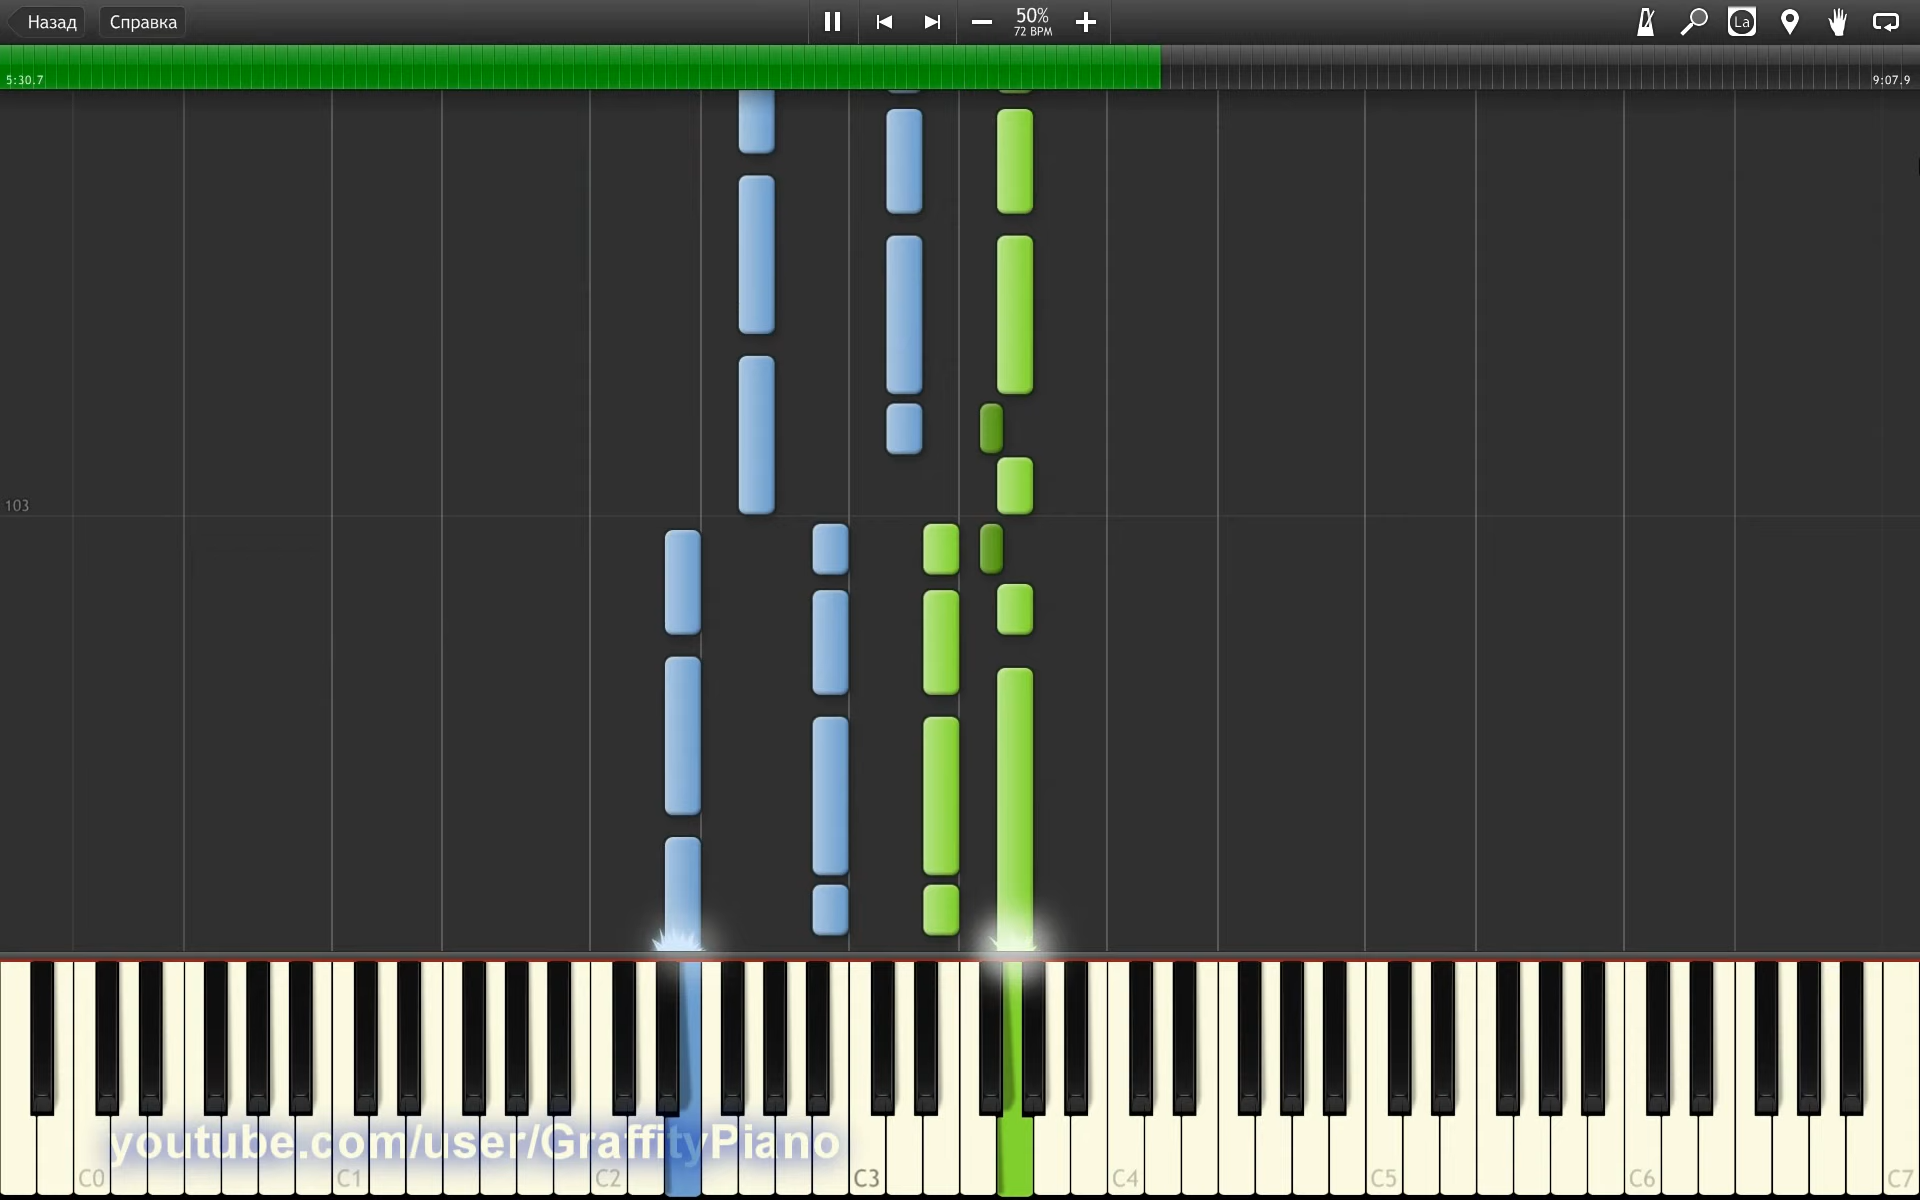 Назад Справка 50% La
72 BPM
5:30.7 9:07.9
103
youtube.com/user/GraffityPiano
C0 C1 C2 C3 C4 C5 C6 C7